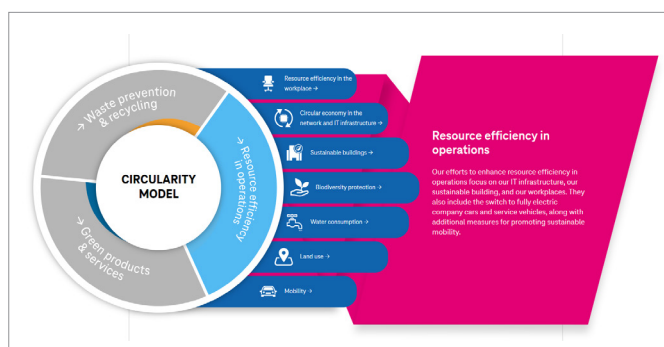 → Waste prevention
& recycling
CIRCULARITY
MODEL
→ Resource efficiency
in operations
→ Green products
& services
Resource efficiency in the
workplace →
Circular economy in the
network and IT infrastructure →
Sustainable buildings →
Biodiversity protection →
Water consumption →
Land use →
Mobility →
Resource efficiency in
operations
Our efforts to enhance resource efficiency in
operations focus on our IT infrastructure, our
sustainable building, and our workplaces. They
also include the switch to fully electric
company cars and service vehicles, along with
additional measures for promoting sustainable
mobility.